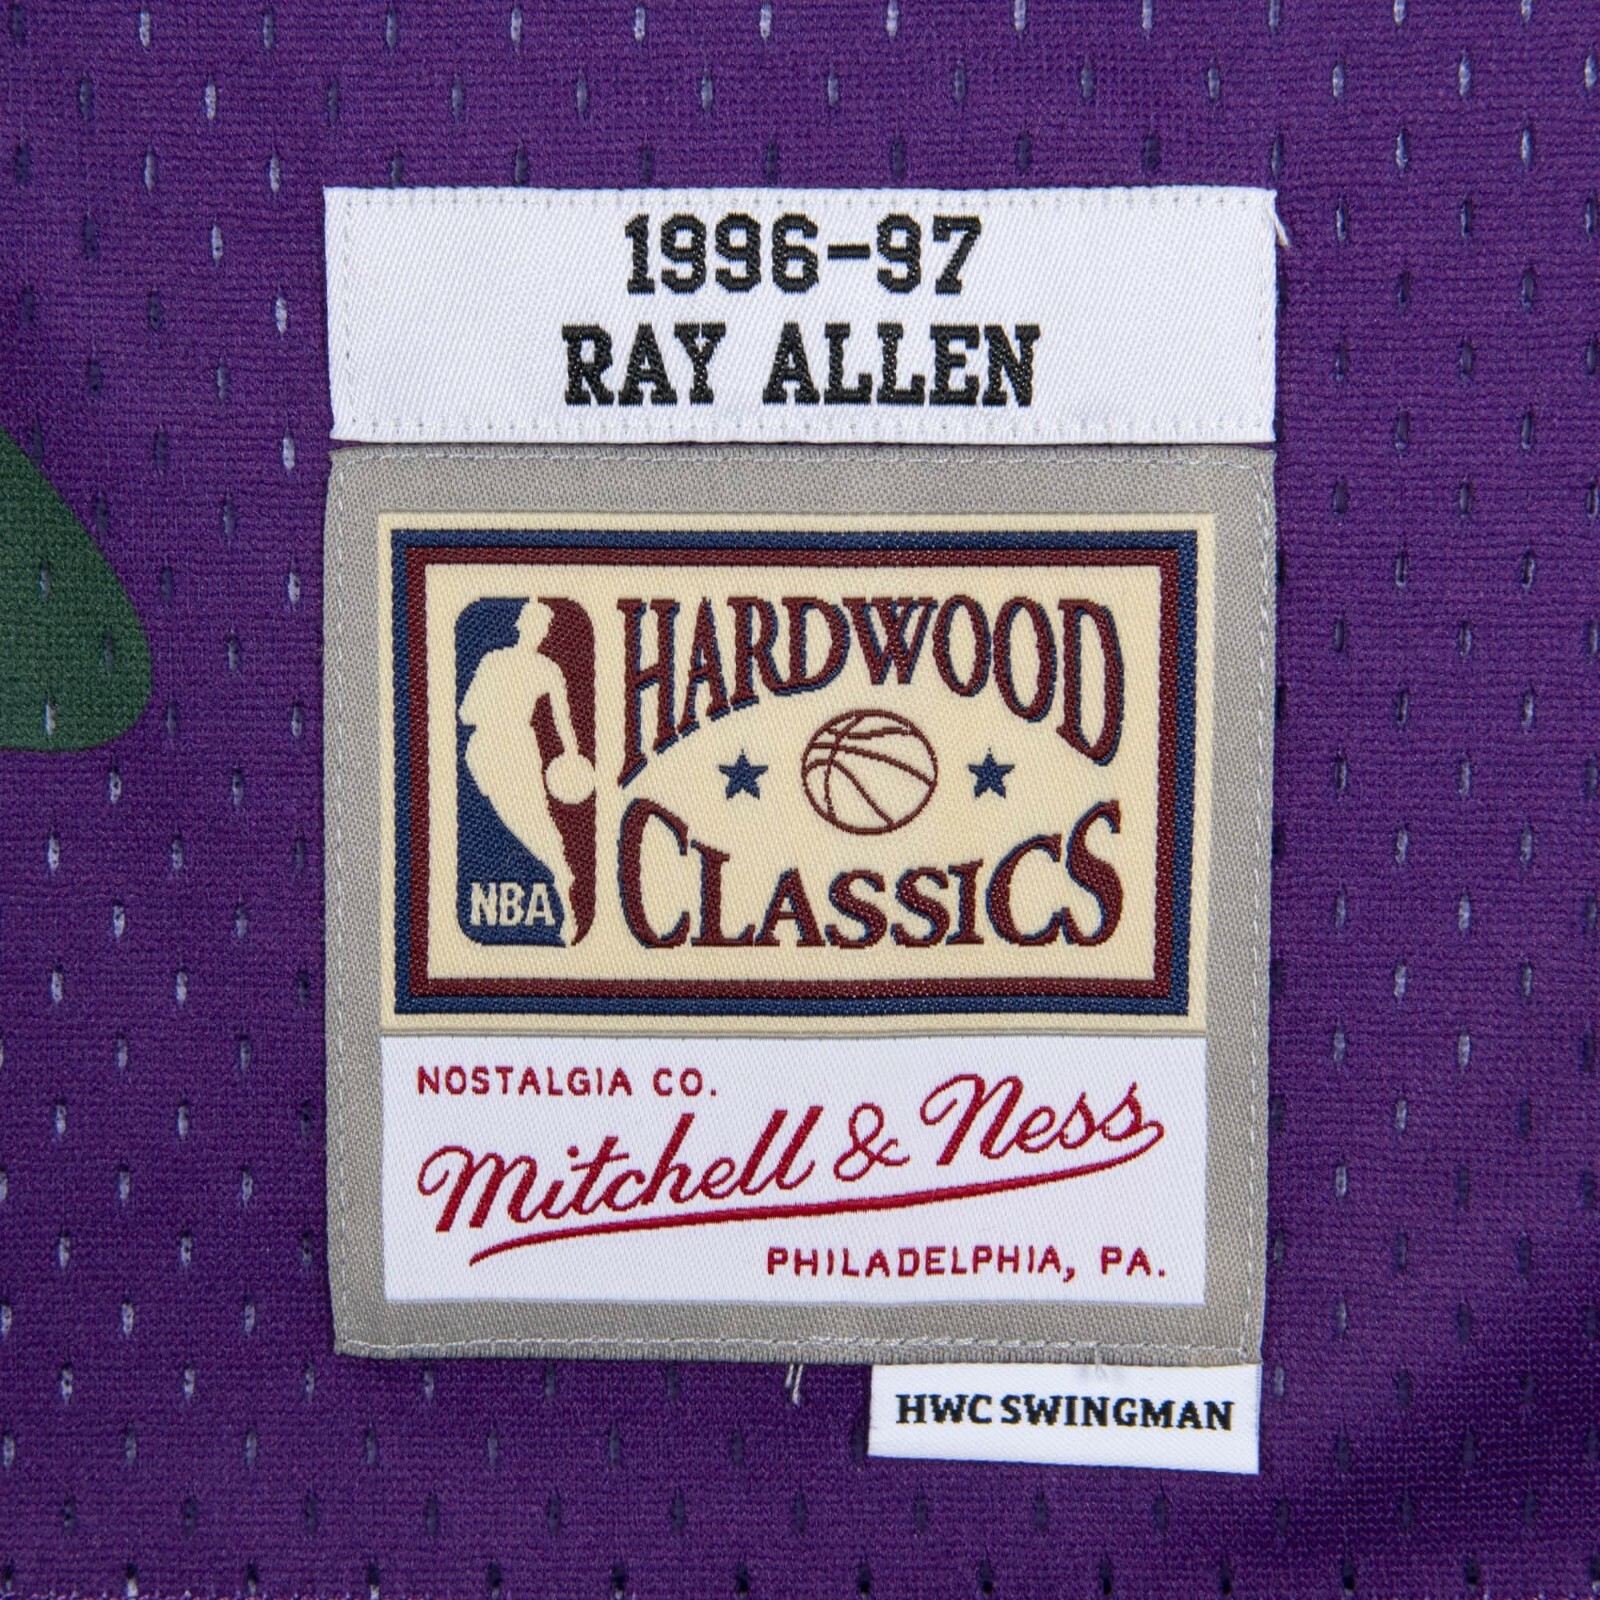 1996-97
RAY ALLEN
HARDWOOD
CLASSICS
NBA
NOSTALGIA CO.
Mitchell & Ness
PHILADELPHIA, PA.
HWC SWINGMAN